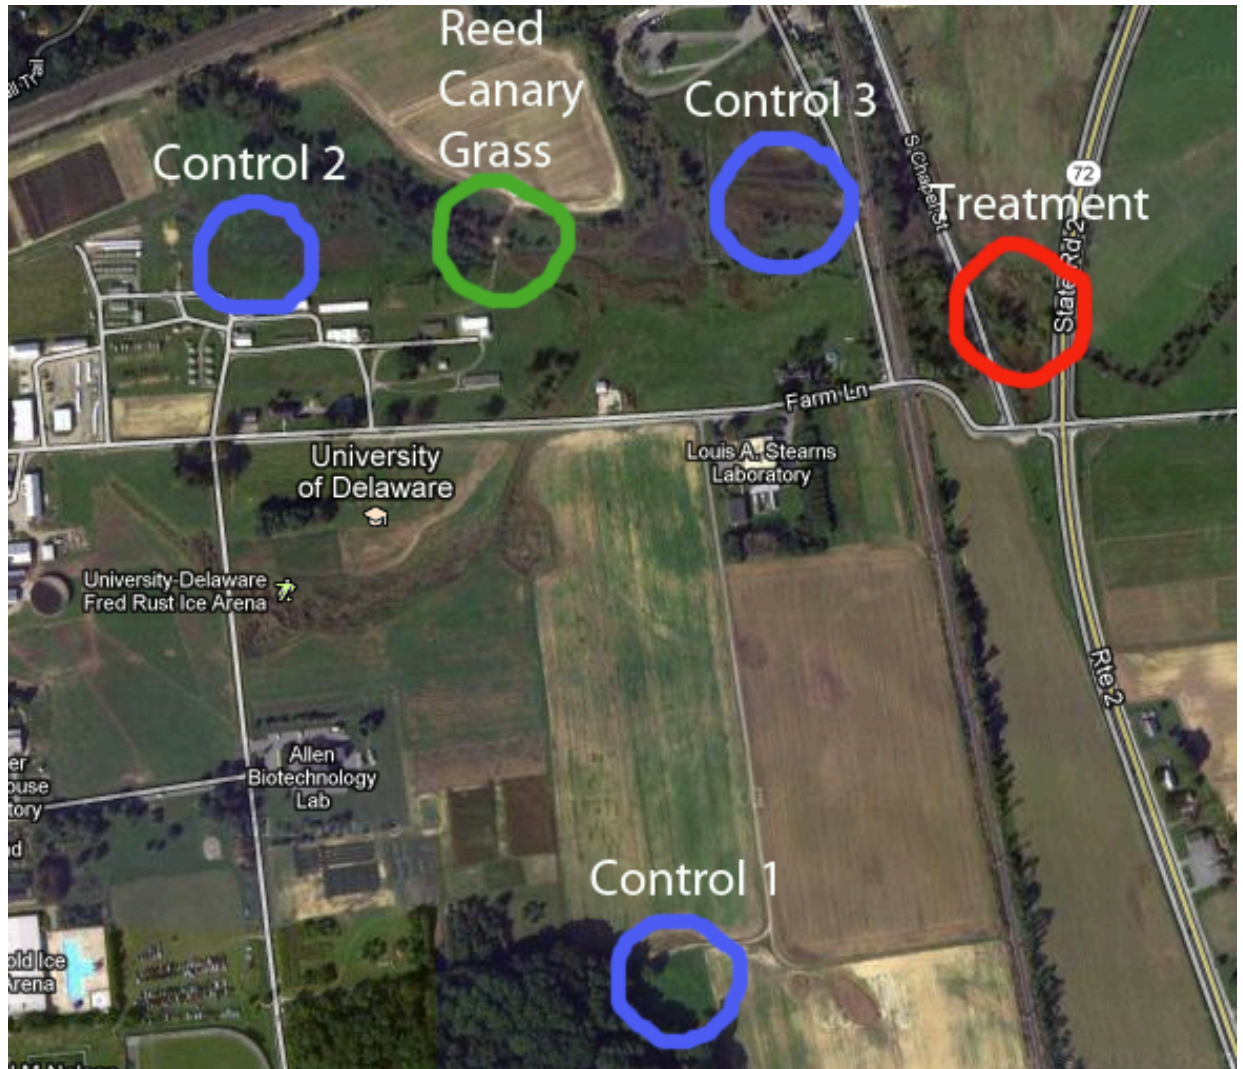 Reed
Canary
Grass
Control 3
Control 2
Treatment
S Chapel St
72
State Rd 2
Farm Ln
University
of Delaware
Louis A. Stearns
Laboratory
University-Delaware
Fred Rust Ice Arena
Rte 2
Allen
Biotechnology
Lab
Control 1